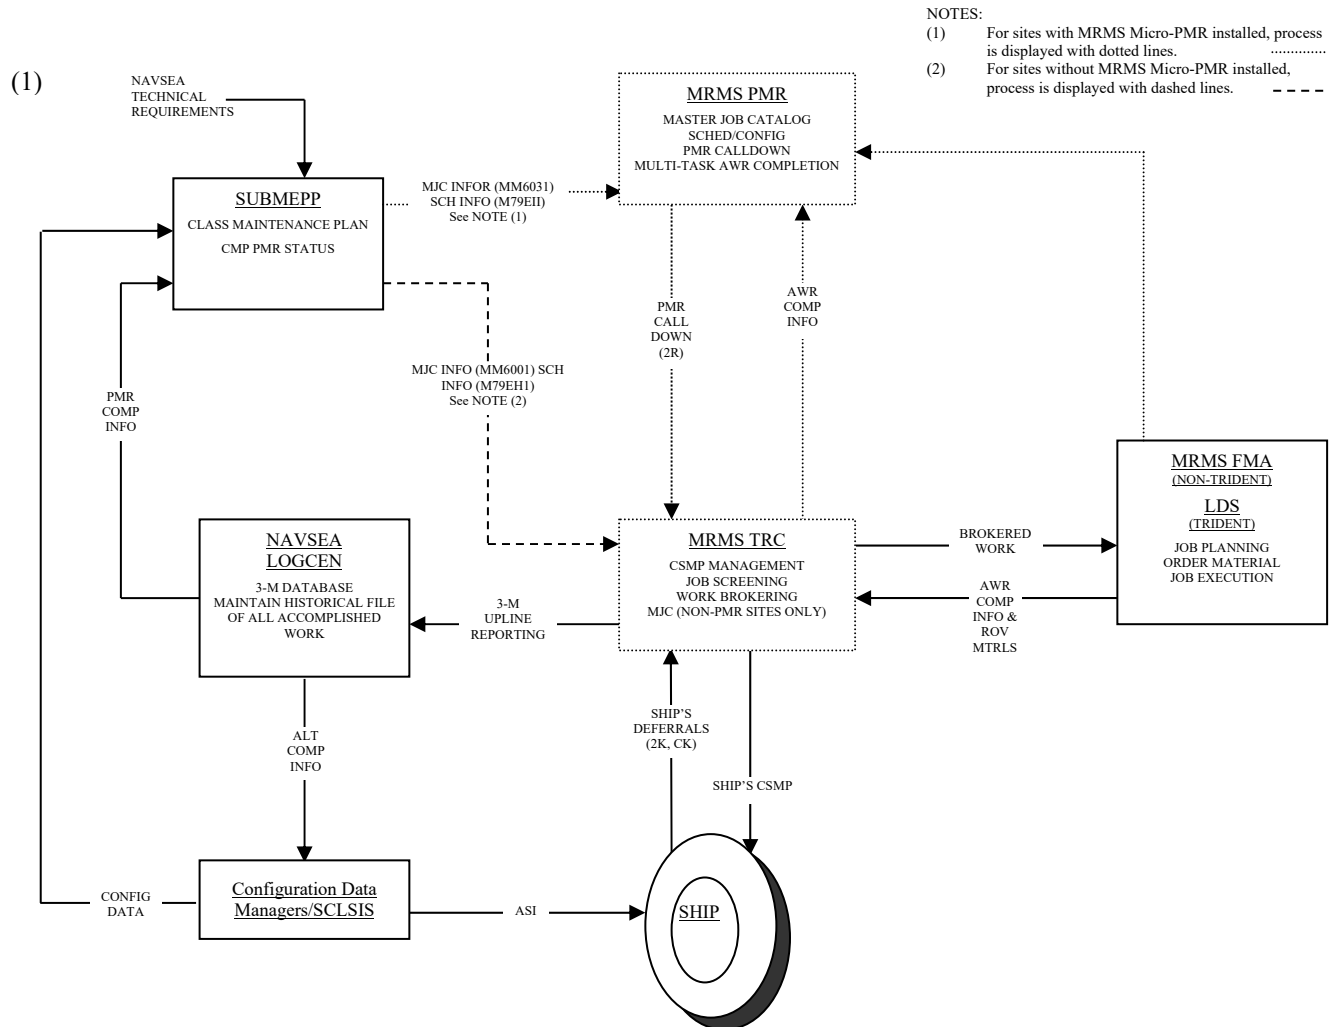 NOTES:
(1) For sites with MRMS Micro-PMR installed, process
is displayed with dotted lines.
(2) For sites without MRMS Micro-PMR installed,
process is displayed with dashed lines.
(1)
NAVSEA
TECHNICAL
REQUIREMENTS
MRMS PMR
MASTER JOB CATALOG
SCHED/CONFIG
PMR CALLDOWN
MULTI-TASK AWR COMPLETION
SUBMEPP
CLASS MAINTENANCE PLAN
CMP PMR STATUS
MJC INFOR (MM6031)
SCH INFO (M79EII)
See NOTE (1)
PMR
CALL
DOWN
(2R)
AWR
COMP
INFO
MJC INFO (MM6001) SCH
INFO (M79EH1)
See NOTE (2)
PMR
COMP
INFO
MRMS FMA
(NON-TRIDENT)
LDS
(TRIDENT)
JOB PLANNING
ORDER MATERIAL
JOB EXECUTION
NAVSEA
LOGCEN
3-M DATABASE
MAINTAIN HISTORICAL FILE
OF ALL ACCOMPLISHED
WORK
MRMS TRC
CSMP MANAGEMENT
JOB SCREENING
WORK BROKERING
MJC (NON-PMR SITES ONLY)
BROKERED
WORK
AWR
COMP
INFO &
ROV
MTRLS
3-M
UPLINE
REPORTING
SHIP'S
DEFERRALS
(2K, CK)
ALT
COMP
INFO
SHIP'S CSMP
Configuration Data
Managers/SCLSIS
CONFIG
DATA
ASI
SHIP